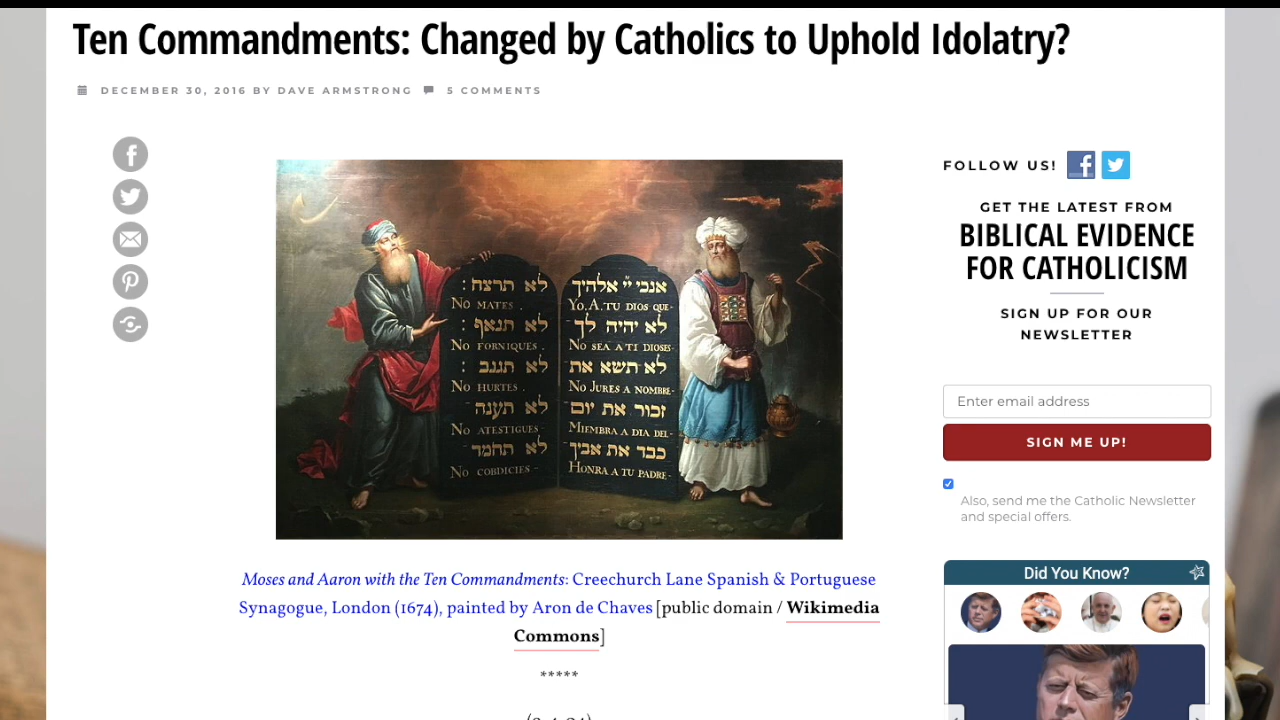 Ten Commandments: Changed by Catholics to Uphold Idolatry?
DECEMBER 30, 2016 BY DAVE ARMSTRONG 5 COMMENTS
לא תרצח:
NO MATES.
לא תנאף:
NO FORNIQUES.
לא תגנב:
NO HURTES.
לא תענה
NO ATESTIGUES-
לא תחמד
NO COBDICIES-
אנכי יי אלהיך
YO.A.TU DIOS QUE-
לא יהיה לך
NO SEA A TI DIOSES-
לא תשא את
NO JURES A NOMBRE-
זכור את יום
MIEMBRA A DIA DEL-
כבד את אביך
HONRA A TU PADRE-
Moses and Aaron with the Ten Commandments: Creechurch Lane Spanish & Portuguese
Synagogue, London (1674), painted by Aron de Chaves [public domain / Wikimedia
Commons]
*****
FOLLOW US!
GET THE LATEST FROM
BIBLICAL EVIDENCE
FOR CATHOLICISM
SIGN UP FOR OUR
NEWSLETTER
Enter email address
SIGN ME UP!
Also, send me the Catholic Newsletter
and special offers.
Did You Know?